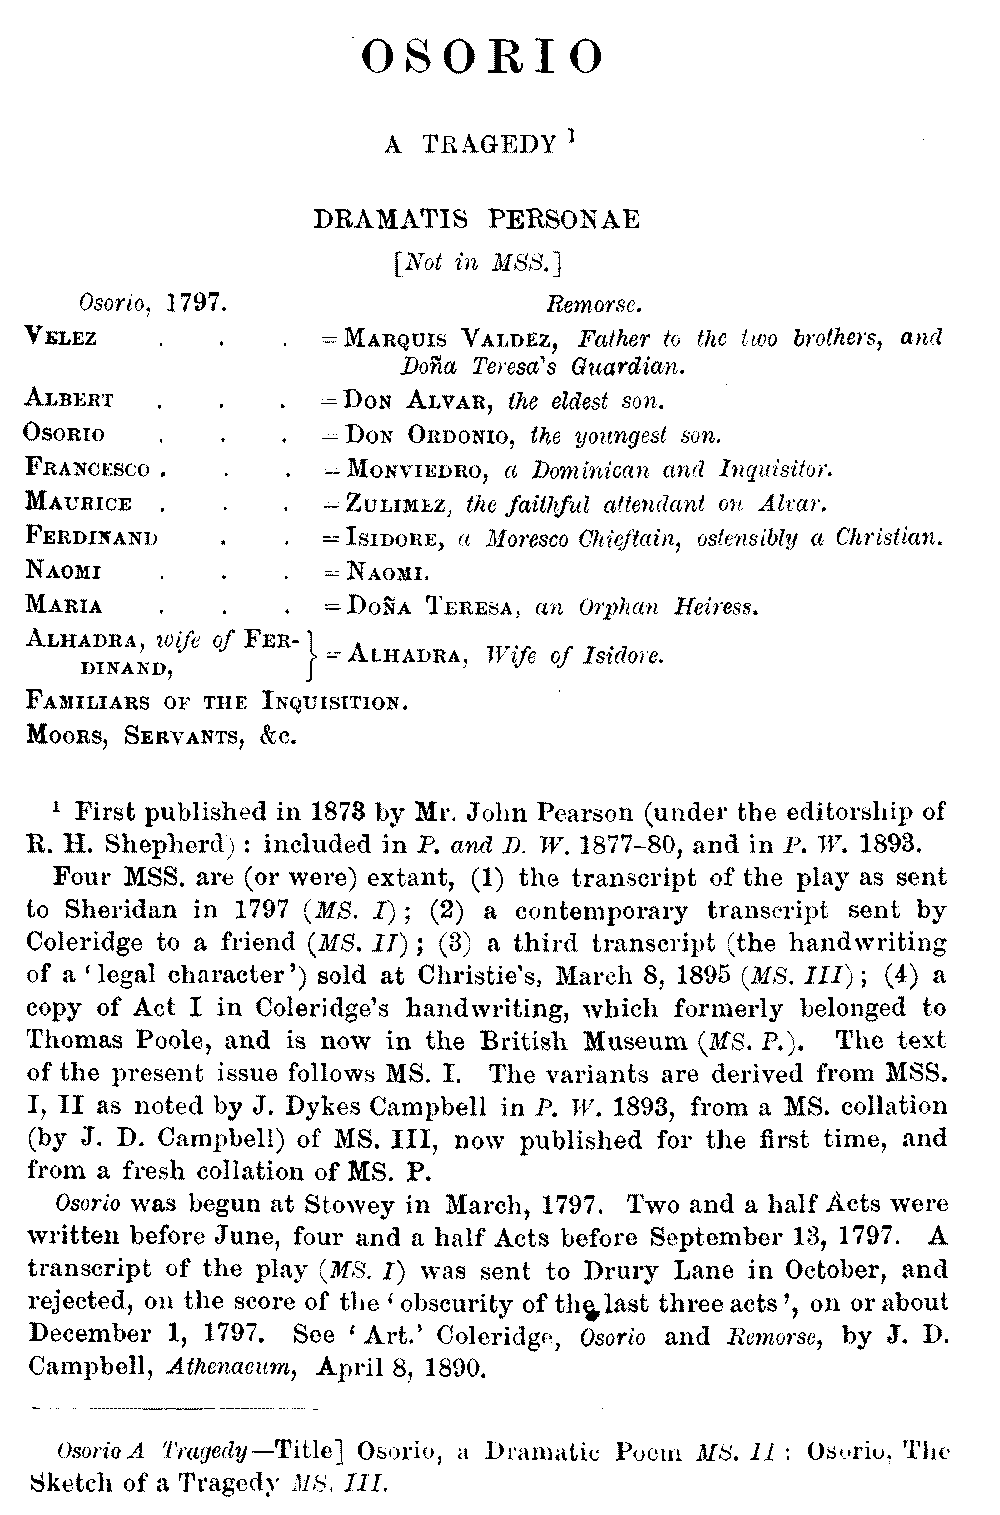 OSORIO
A TRAGEDY 1
DRAMATIS PERSONAE
[Not in MSS.]
Osorio, 1797. Remorse.
VELEZ . . . = MARQUIS VALDEZ, Father to the two brothers, and
Doña Teresa's Guardian.
ALBERT . . . = DON ALVAR, the eldest son.
OSORIO . . . = DON ORDONIO, the youngest son.
FRANCESCO . . . = MONVIEDRO, a Dominican and Inquisitor.
MAURICE . . . = ZULIMEZ, the faithful attendant on Alvar.
FERDINAND . . = ISIDORE, a Moresco Chieftain, ostensibly a Christian.
NAOMI . . . = NAOMI.
MARIA . . . = DOÑA TERESA, an Orphan Heiress.
ALHADRA, wife of FER-
DINAND, } = ALHADRA, Wife of Isidore.
FAMILIARS OF THE INQUISITION.
MOORS, SERVANTS, &c.
1 First published in 1873 by Mr. John Pearson (under the editorship of
R. H. Shepherd) : included in P. and D. W. 1877-80, and in P. W. 1893.
Four MSS. are (or were) extant, (1) the transcript of the play as sent
to Sheridan in 1797 (MS. I) ; (2) a contemporary transcript sent by
Coleridge to a friend (MS. II) ; (3) a third transcript (the handwriting
of a ‘legal character’) sold at Christie's, March 8, 1895 (MS. III) ; (4) a
copy of Act I in Coleridge's handwriting, which formerly belonged to
Thomas Poole, and is now in the British Museum (MS. P.). The text
of the present issue follows MS. I. The variants are derived from MSS.
I, II as noted by J. Dykes Campbell in P. W. 1893, from a MS. collation
(by J. D. Campbell) of MS. III, now published for the first time, and
from a fresh collation of MS. P.
Osorio was begun at Stowey in March, 1797. Two and a half Acts were
written before June, four and a half Acts before September 13, 1797. A
transcript of the play (MS. I) was sent to Drury Lane in October, and
rejected, on the score of the ‘obscurity of the last three acts’, on or about
December 1, 1797. See ‘Art.’ Coleridge, Osorio and Remorse, by J. D.
Campbell, Athenaeum, April 8, 1890.
Osorio A Tragedy—Title] Osorio, a Dramatic Poem MS. II : Osorio, The
Sketch of a Tragedy MS. III.